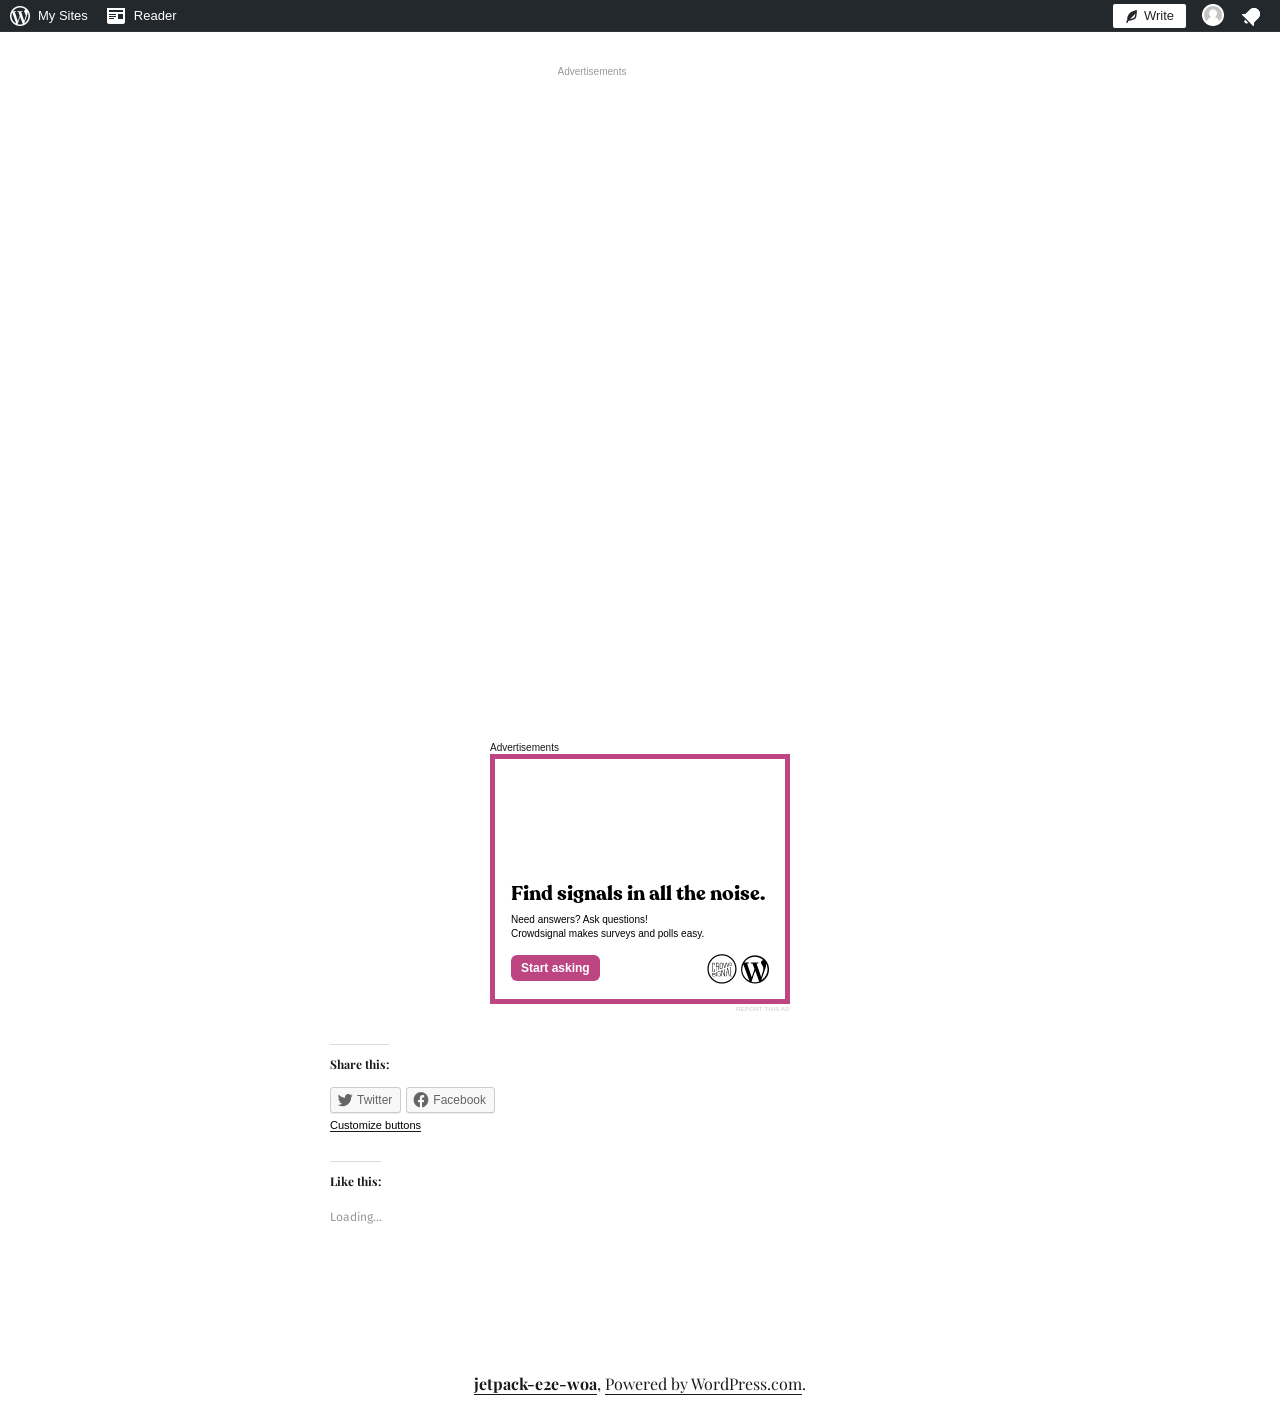 My Sites
Reader
Write
Advertisements
Advertisements
Find signals in all the noise.
Need answers? Ask questions!
Crowdsignal makes surveys and polls easy.
Start asking
CROWDSIGNAL
REPORT THIS AD
Share this:
Twitter
Facebook
Customize buttons
Like this:
Loading...
jetpack-e2e-woa, Powered by WordPress.com.